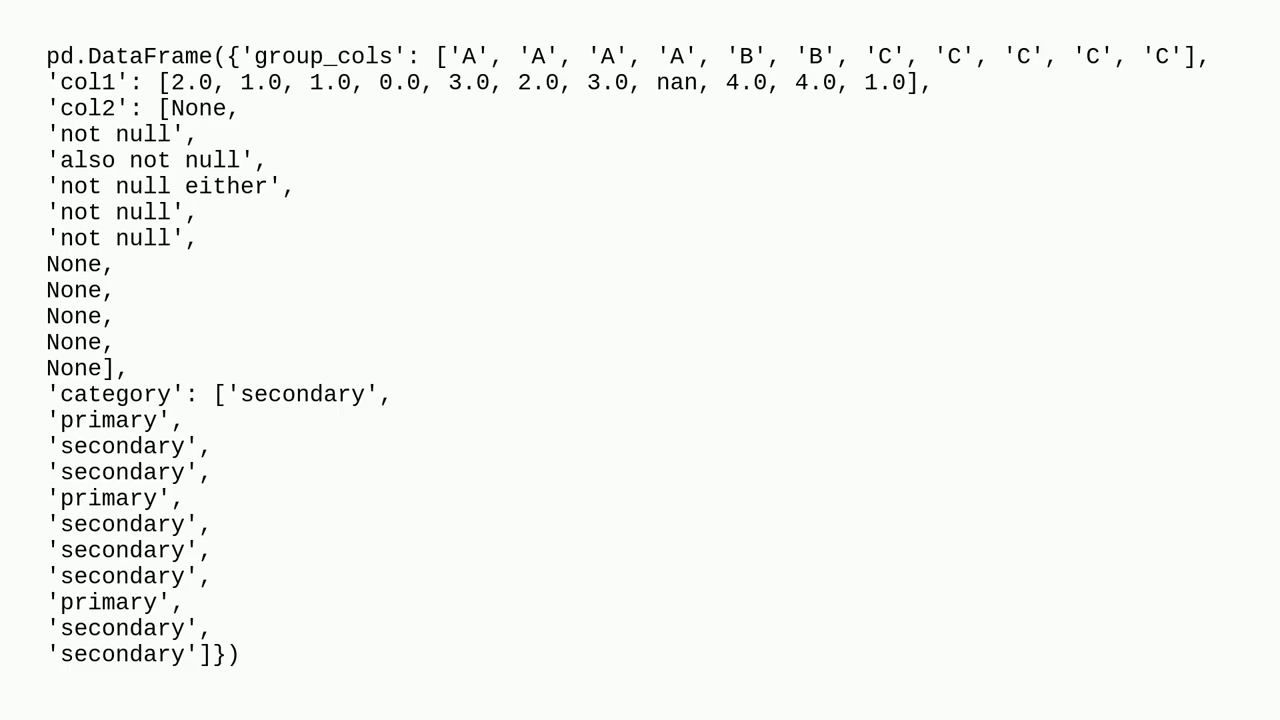 pd.DataFrame({'group_cols': ['A', 'A', 'A', 'A', 'B', 'B', 'C', 'C', 'C', 'C', 'C'],
'col1': [2.0, 1.0, 1.0, 0.0, 3.0, 2.0, 3.0, nan, 4.0, 4.0, 1.0],
'col2': [None,
'not null',
'also not null',
'not null either',
'not null',
'not null',
None,
None,
None,
None,
None],
'category': ['secondary',
'primary',
'secondary',
'secondary',
'primary',
'secondary',
'secondary',
'secondary',
'primary',
'secondary',
'secondary']})